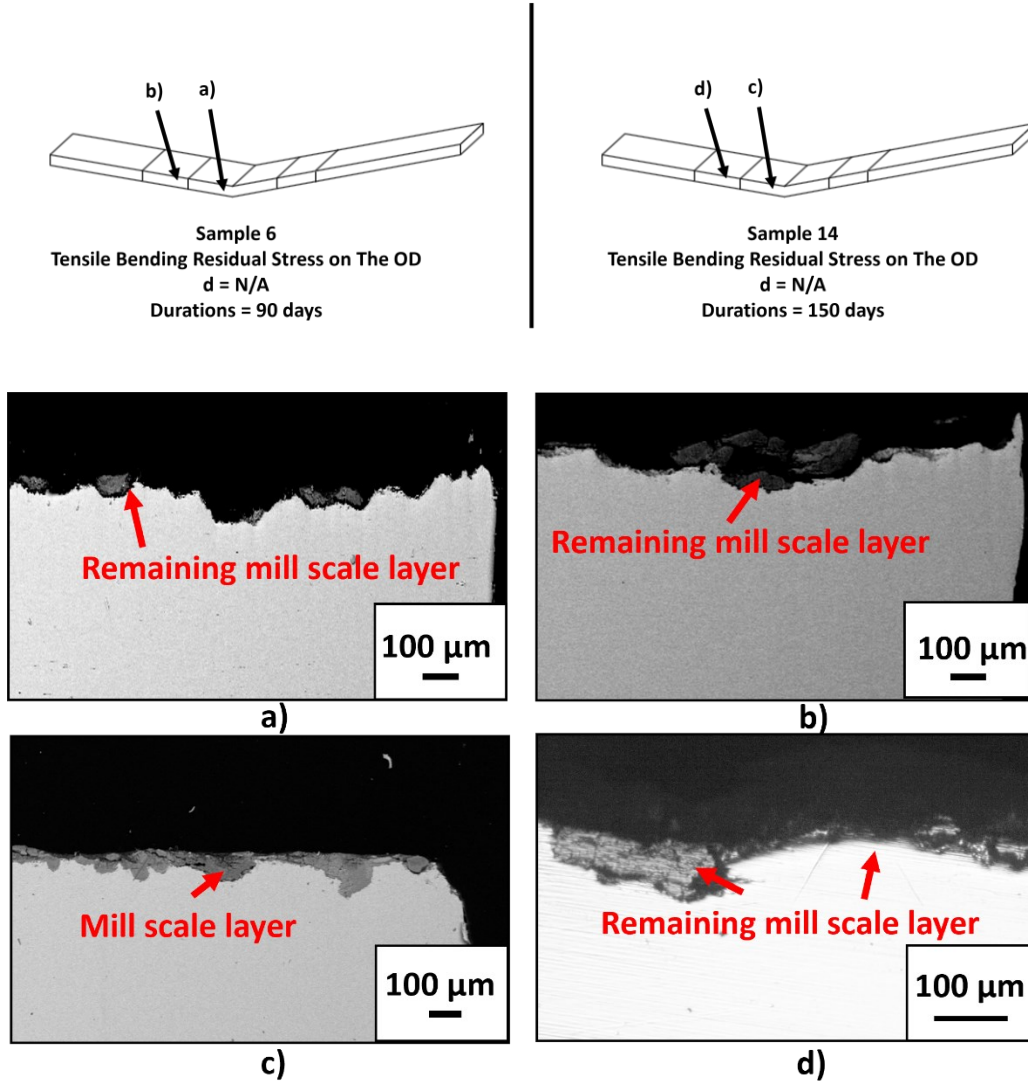 b) a)
Sample 6
Tensile Bending Residual Stress on The OD
d = N/A
Durations = 90 days
d) c)
Sample 14
Tensile Bending Residual Stress on The OD
d = N/A
Durations = 150 days
Remaining mill scale layer
100 µm
a)
Remaining mill scale layer
100 µm
b)
Mill scale layer
100 µm
c)
Remaining mill scale layer
100 µm
d)